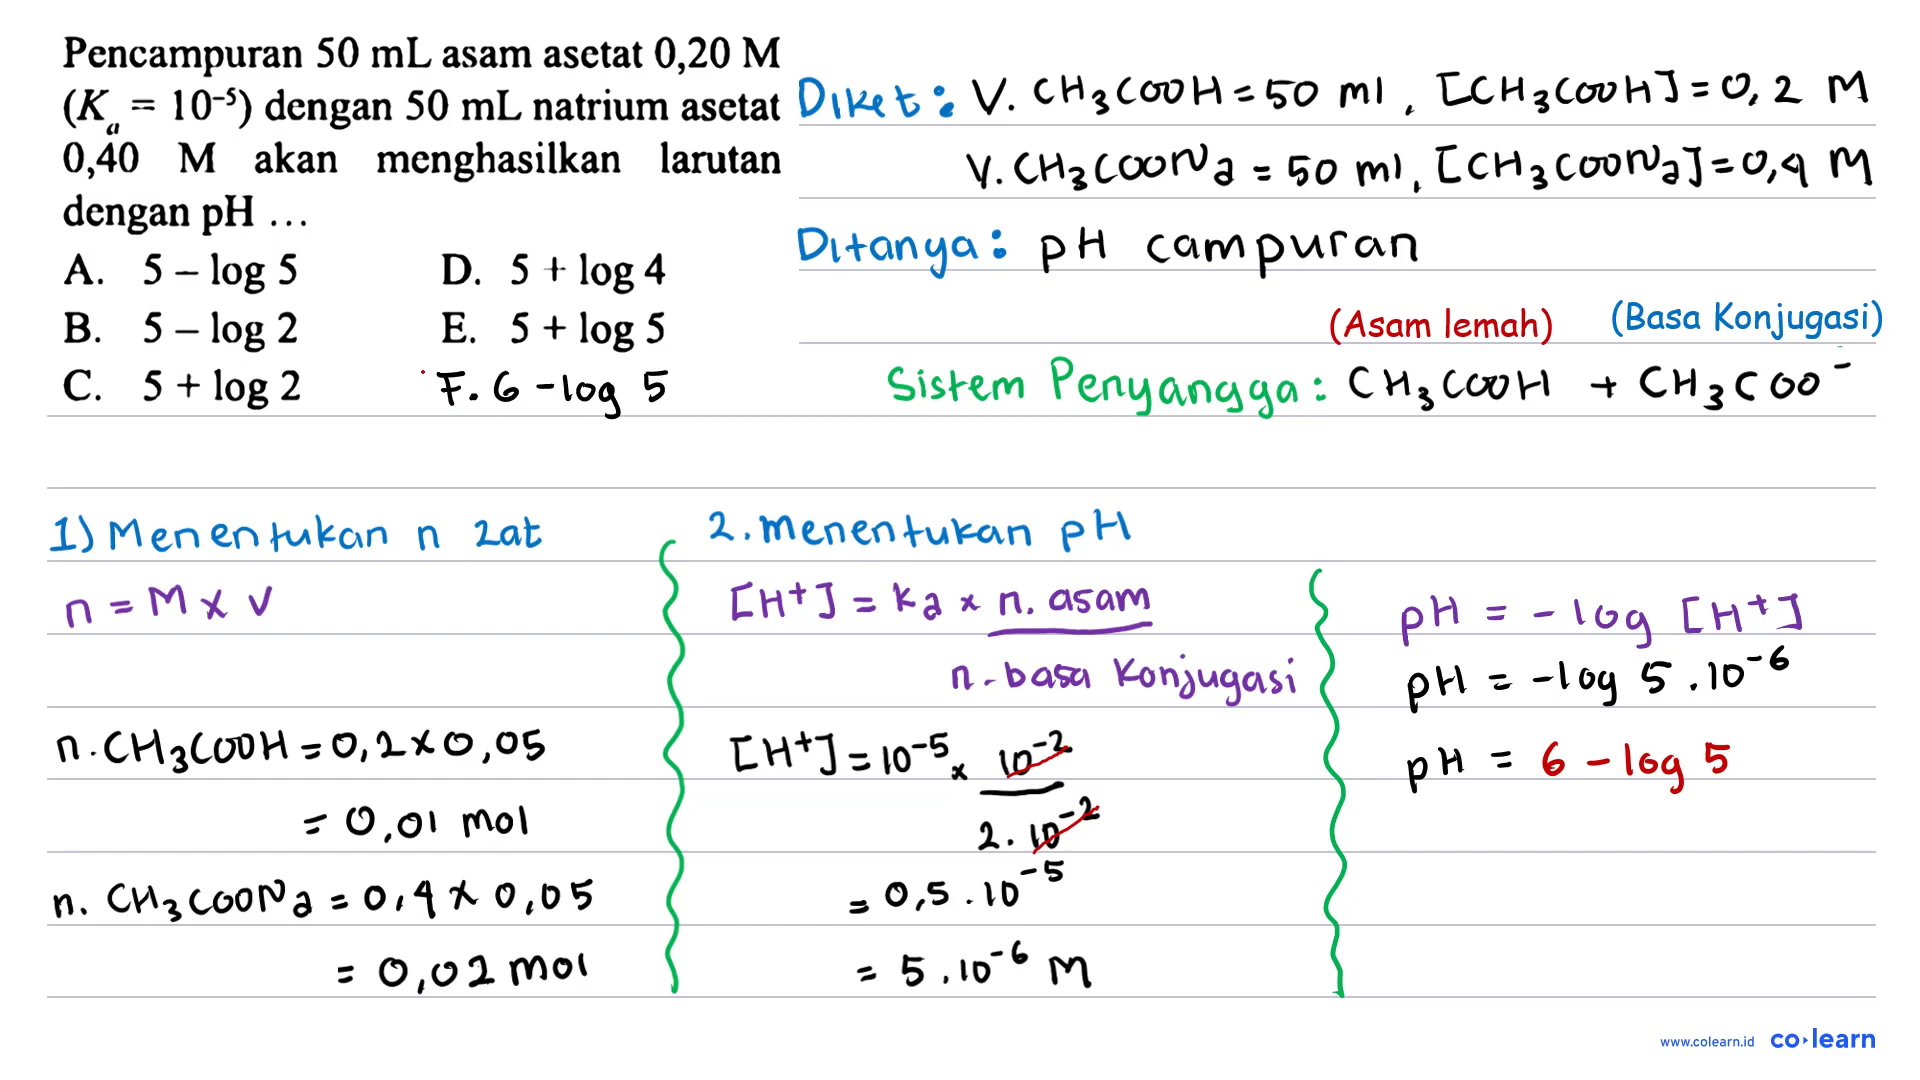 Pencampuran 50 mL asam asetat 0,20 M
(Kₐ = 10⁻⁵) dengan 50 mL natrium asetat
0,40 M akan menghasilkan larutan
dengan pH ...
A. 5 – log 5
D. 5 + log 4
B. 5 – log 2
E. 5 + log 5
C. 5 + log 2
F. 6 - log 5
Diket: V. CH₃COOH = 50 ml, [CH₃COOH] = 0,2 M
V. CH₃COONa = 50 ml, [CH₃COONa] = 0,4 M
Ditanya: pH campuran
(Asam lemah) (Basa Konjugasi)
Sistem Penyangga: CH₃COOH + CH₃COO⁻
1) Menentukan n zat
n = M x V
n. CH₃COOH = 0,2 x 0,05
= 0,01 mol
n. CH₃COONa = 0,4 x 0,05
= 0,02 mol
2. Menentukan pH
[H⁺] = Ka x n. asam
n. basa Konjugasi
[H⁺] = 10⁻⁵ x 10⁻²
2. 10⁻²
= 0,5 . 10⁻⁵
= 5 . 10⁻⁶ M
pH = - log [H⁺]
pH = - log 5 . 10⁻⁶
pH = 6 - log 5
www.colearn.id co learn